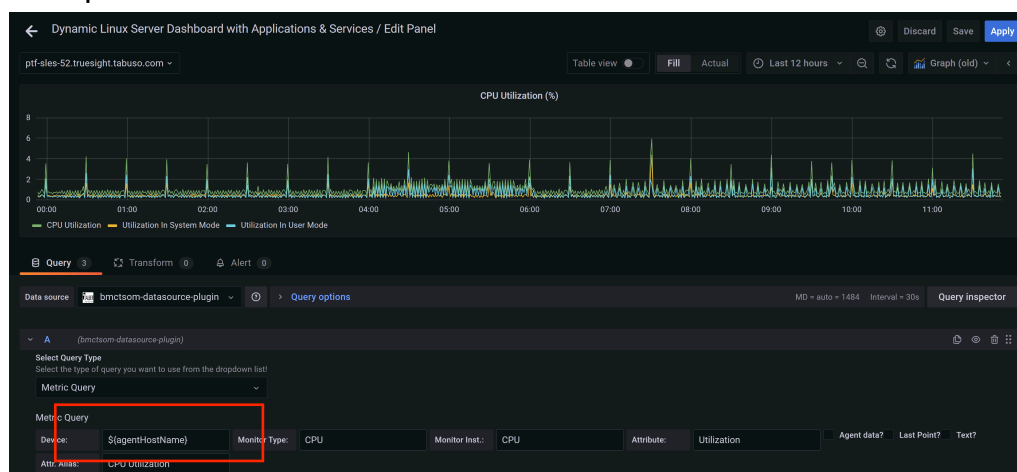 Dynamic Linux Server Dashboard with Applications & Services / Edit Panel
Discard Save Apply
ptf-sles-52.truesight.tabuso.com
Table view Fill Actual Last 12 hours Graph (old)
CPU Utilization (%)
8
6
4
2
0
00:00 01:00 02:00 03:00 04:00 05:00 06:00 07:00 08:00 09:00 10:00 11:00
CPU Utilization Utilization In System Mode Utilization In User Mode
Query 3 Transform 0 Alert 0
Data source bmctsom-datasource-plugin Query options MD = auto = 1484 Interval = 30s Query inspector
A (bmctsom-datasource-plugin)
Select Query Type
Select the type of query you want to use from the dropdown list!
Metric Query
Metric Query
Device: ${agentHostName} Monitor Type: CPU Monitor Inst.: CPU Attribute: Utilization Agent data? Last Point? Text?
Attr. Alias: CPU Utilization